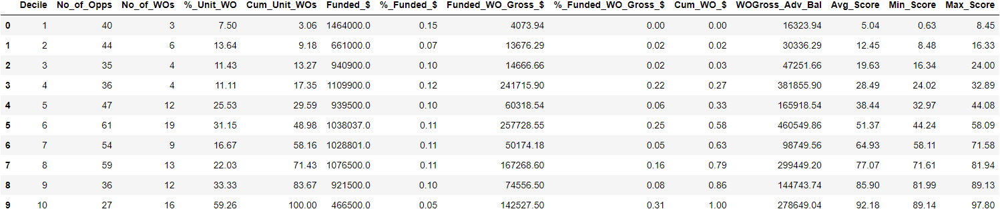 Decile No_of_Opps No_of_WOs %_Unit_WO Cum_Unit_WOs Funded_$ %_Funded_$ Funded_WO_Gross_$ %_Funded_WO_Gross_$ Cum_WO_$ WOGross_Adv_Bal Avg_Score Min_Score Max_Score
0 1 40 3 7.50 3.06 1464000.0 0.15 4073.94 0.00 0.00 16323.94 5.04 0.63 8.45
1 2 44 6 13.64 9.18 661000.0 0.07 13676.29 0.02 0.02 30336.29 12.45 8.48 16.33
2 3 35 4 11.43 13.27 940900.0 0.10 14666.66 0.02 0.03 47251.66 19.63 16.34 24.00
3 4 36 4 11.11 17.35 1109900.0 0.12 241715.90 0.22 0.27 381855.90 28.49 24.02 32.89
4 5 47 12 25.53 29.59 939500.0 0.10 60318.54 0.06 0.33 165918.54 38.44 32.97 44.08
5 6 61 19 31.15 48.98 1038037.0 0.11 257728.55 0.25 0.58 460549.86 51.37 44.24 58.09
6 7 54 9 16.67 58.16 1028801.0 0.11 50174.18 0.05 0.63 98749.56 64.93 58.11 71.58
7 8 59 13 22.03 71.43 1076500.0 0.11 167268.60 0.16 0.79 299449.20 77.07 71.61 81.94
8 9 36 12 33.33 83.67 921500.0 0.10 74556.50 0.08 0.86 144743.74 85.90 81.99 89.13
9 10 27 16 59.26 100.00 466500.0 0.05 142527.50 0.31 1.00 278649.04 92.18 89.14 97.80